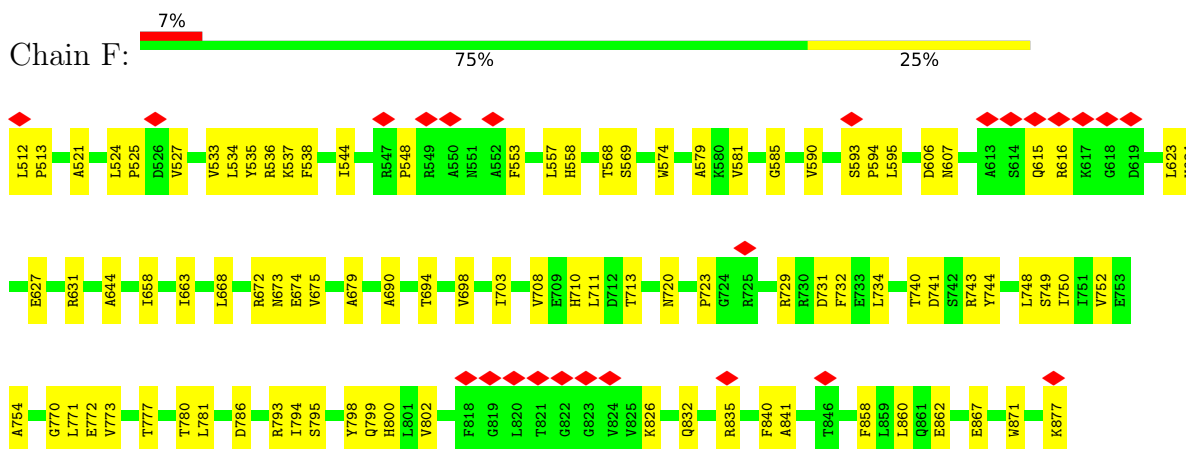 7%
Chain F:
75% 25%
L512 P513 A521 L524 P525 D526 V527 V533 L534 Y535 R536 K537 F538 I544 R547 P548 R549 A550 N551 A552 F553 L557 H558 T568 S569 W574 A579 K580 V581 G585 V590 S593 P594 L595 D606 N607 A613 S614 Q615 R616 K617 G618 D619 L623
E627 R631 A644 I658 I663 L668 R672 N673 E674 V675 A679 A690 T694 V698 I703 V708 E709 H710 L711 D712 T713 N720 P723 G724 R725 R729 R730 D731 F732 E733 L734 T740 D741 S742 R743 Y744 L748 S749 I750 I751 V752 E753
A754 G770 L771 E772 V773 T777 T780 L781 D786 R793 I794 S795 Y798 Q799 H800 L801 V802 F818 G819 L820 T821 G822 G823 V824 V825 K826 Q832 R835 F840 A841 T846 F858 L859 L860 Q861 E862 E867 W871 K877